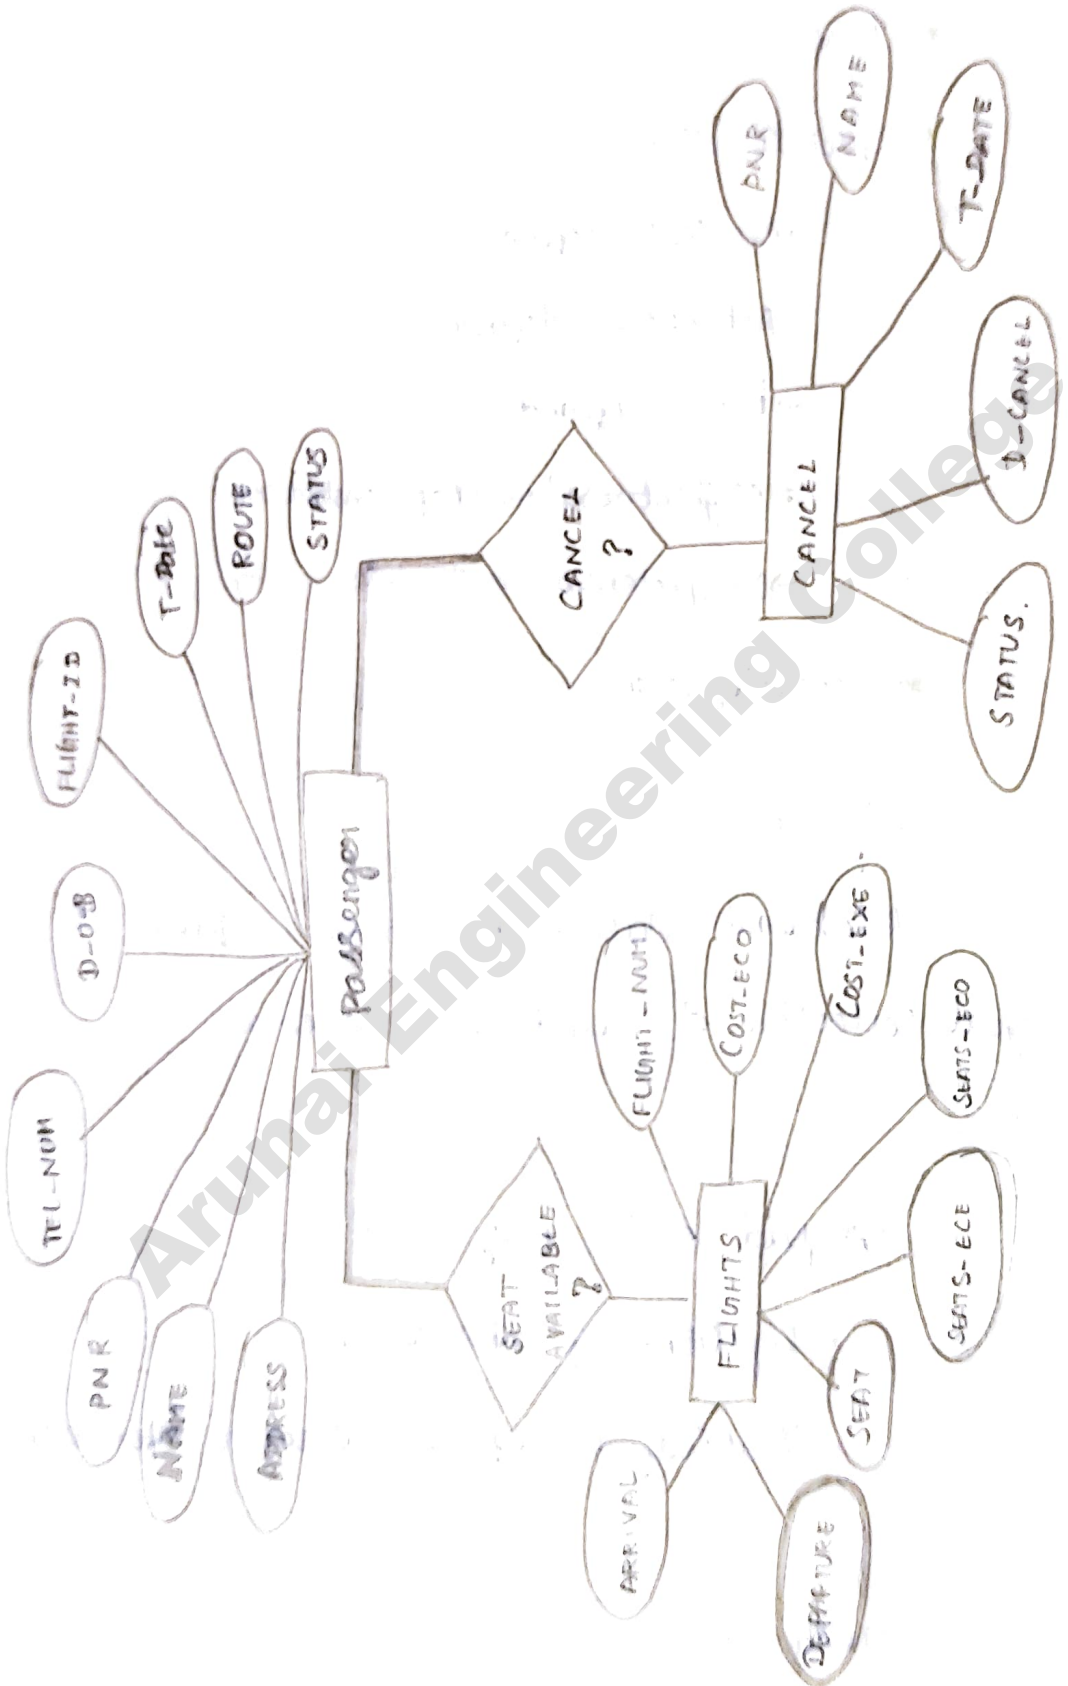 PNR
NAME
ADDRESS
TEL-NUM
D-O-B
FLIGHT-ID
T-Date
ROUTE
STATUS
Passenger
SEAT
AVAILABLE
?
CANCEL
?
FLIGHTS
ARRIVAL
DEPARTURE
SEAT
SEATS-ECE
SEATS-ECO
COST-EXE
COST-ECO
FLIGHT-NUM
CANCEL
STATUS.
D-CANCEL
T-DATE
NAME
PNR
Arunai Engineering College